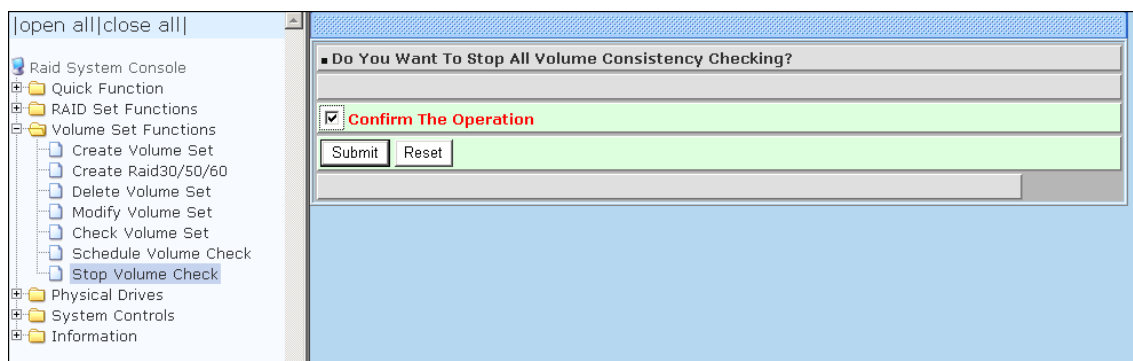 |open all|close all|
Raid System Console
Quick Function
RAID Set Functions
Volume Set Functions
Create Volume Set
Create Raid30/50/60
Delete Volume Set
Modify Volume Set
Check Volume Set
Schedule Volume Check
Stop Volume Check
Physical Drives
System Controls
Information
Do You Want To Stop All Volume Consistency Checking?
Confirm The Operation
Submit Reset